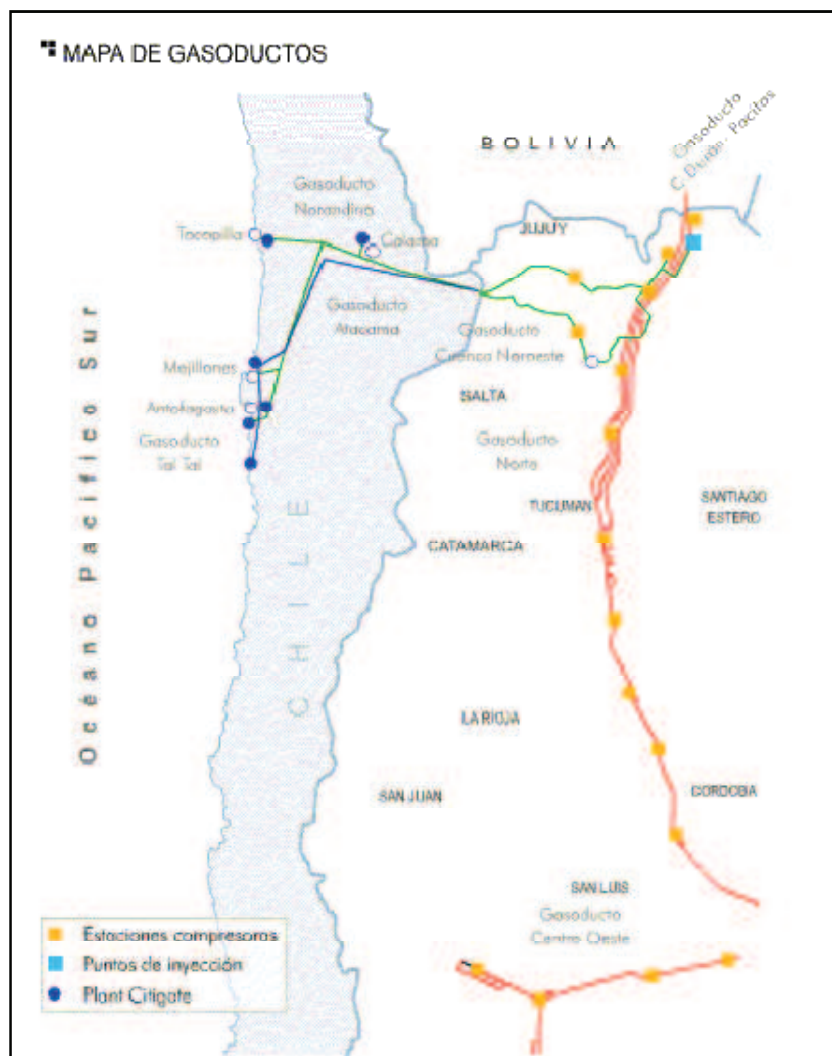 MAPA DE GASODUCTOS
BOLIVIA
Gasoducto
Gasoducto
Norandino
Tocopilla
Calama
JUJUY
Gasoducto
Atacama
Gasoducto
Cuenca Noroeste
Mejillones
SALTA
Antofagasta
Gasoducto
Tal Tal
Gasoducto
Norte
TUCUMAN
SANTIAGO
ESTERO
CATAMARCA
CHILE
Océano Pacífico Sur
LA RIOJA
SAN JUAN
CORDOBA
SAN LUIS
Gasoducto
Centro Oeste
Estaciones compresoras
Puntos de inyección
Plant Citigate